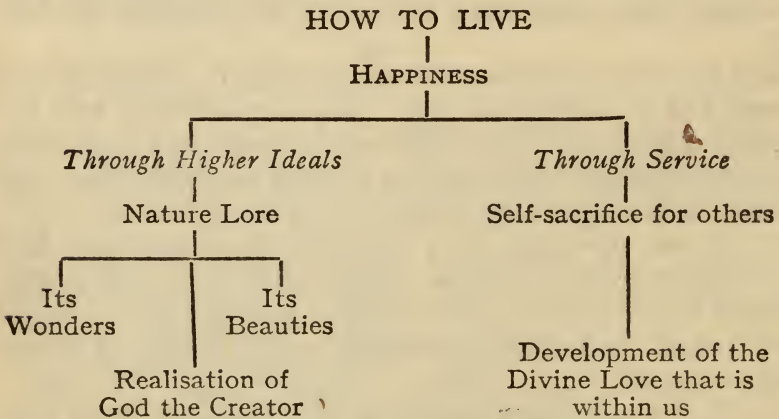 HOW TO LIVE
HAPPINESS
Through Higher Ideals
Through Service
Nature Lore
Self-sacrifice for others
Its
Wonders
Its
Beauties
Realisation of
God the Creator
Development of the
Divine Love that is
within us